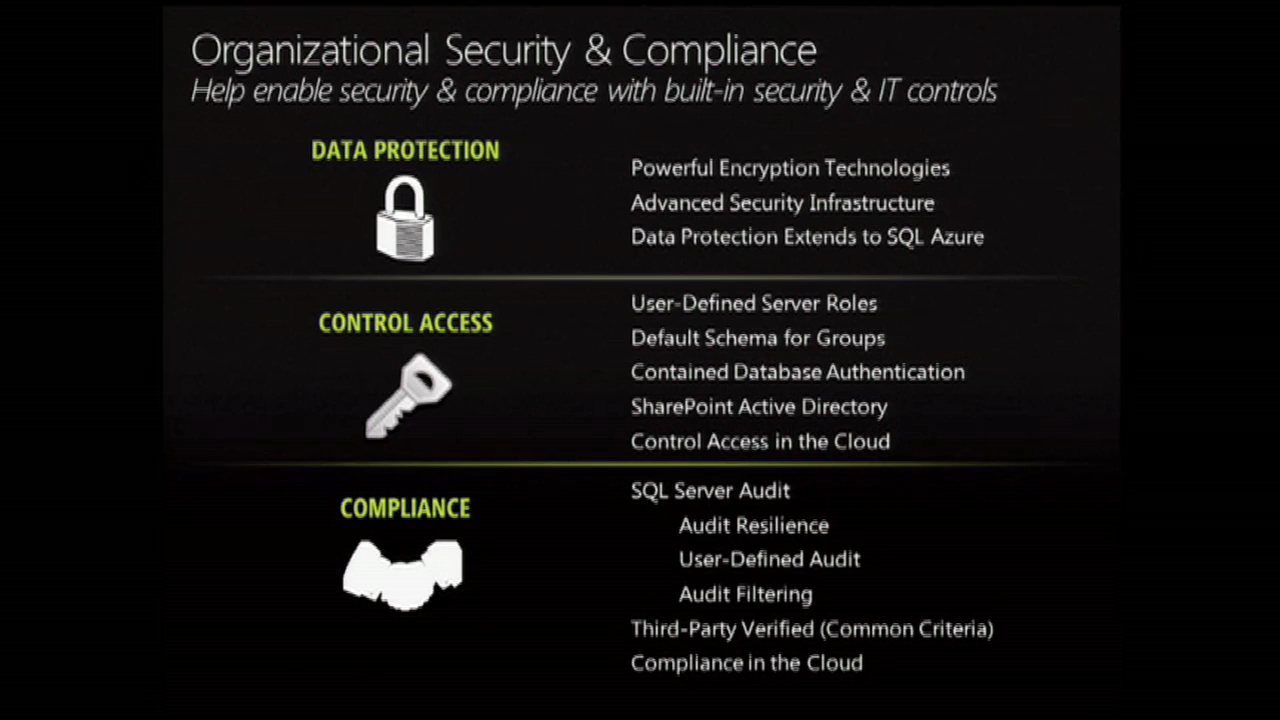 Organizational Security & Compliance
Help enable security & compliance with built-in security & IT controls
DATA PROTECTION
Powerful Encryption Technologies
Advanced Security Infrastructure
Data Protection Extends to SQL Azure
CONTROL ACCESS
User-Defined Server Roles
Default Schema for Groups
Contained Database Authentication
SharePoint Active Directory
Control Access in the Cloud
COMPLIANCE
SQL Server Audit
Audit Resilience
User-Defined Audit
Audit Filtering
Third-Party Verified (Common Criteria)
Compliance in the Cloud